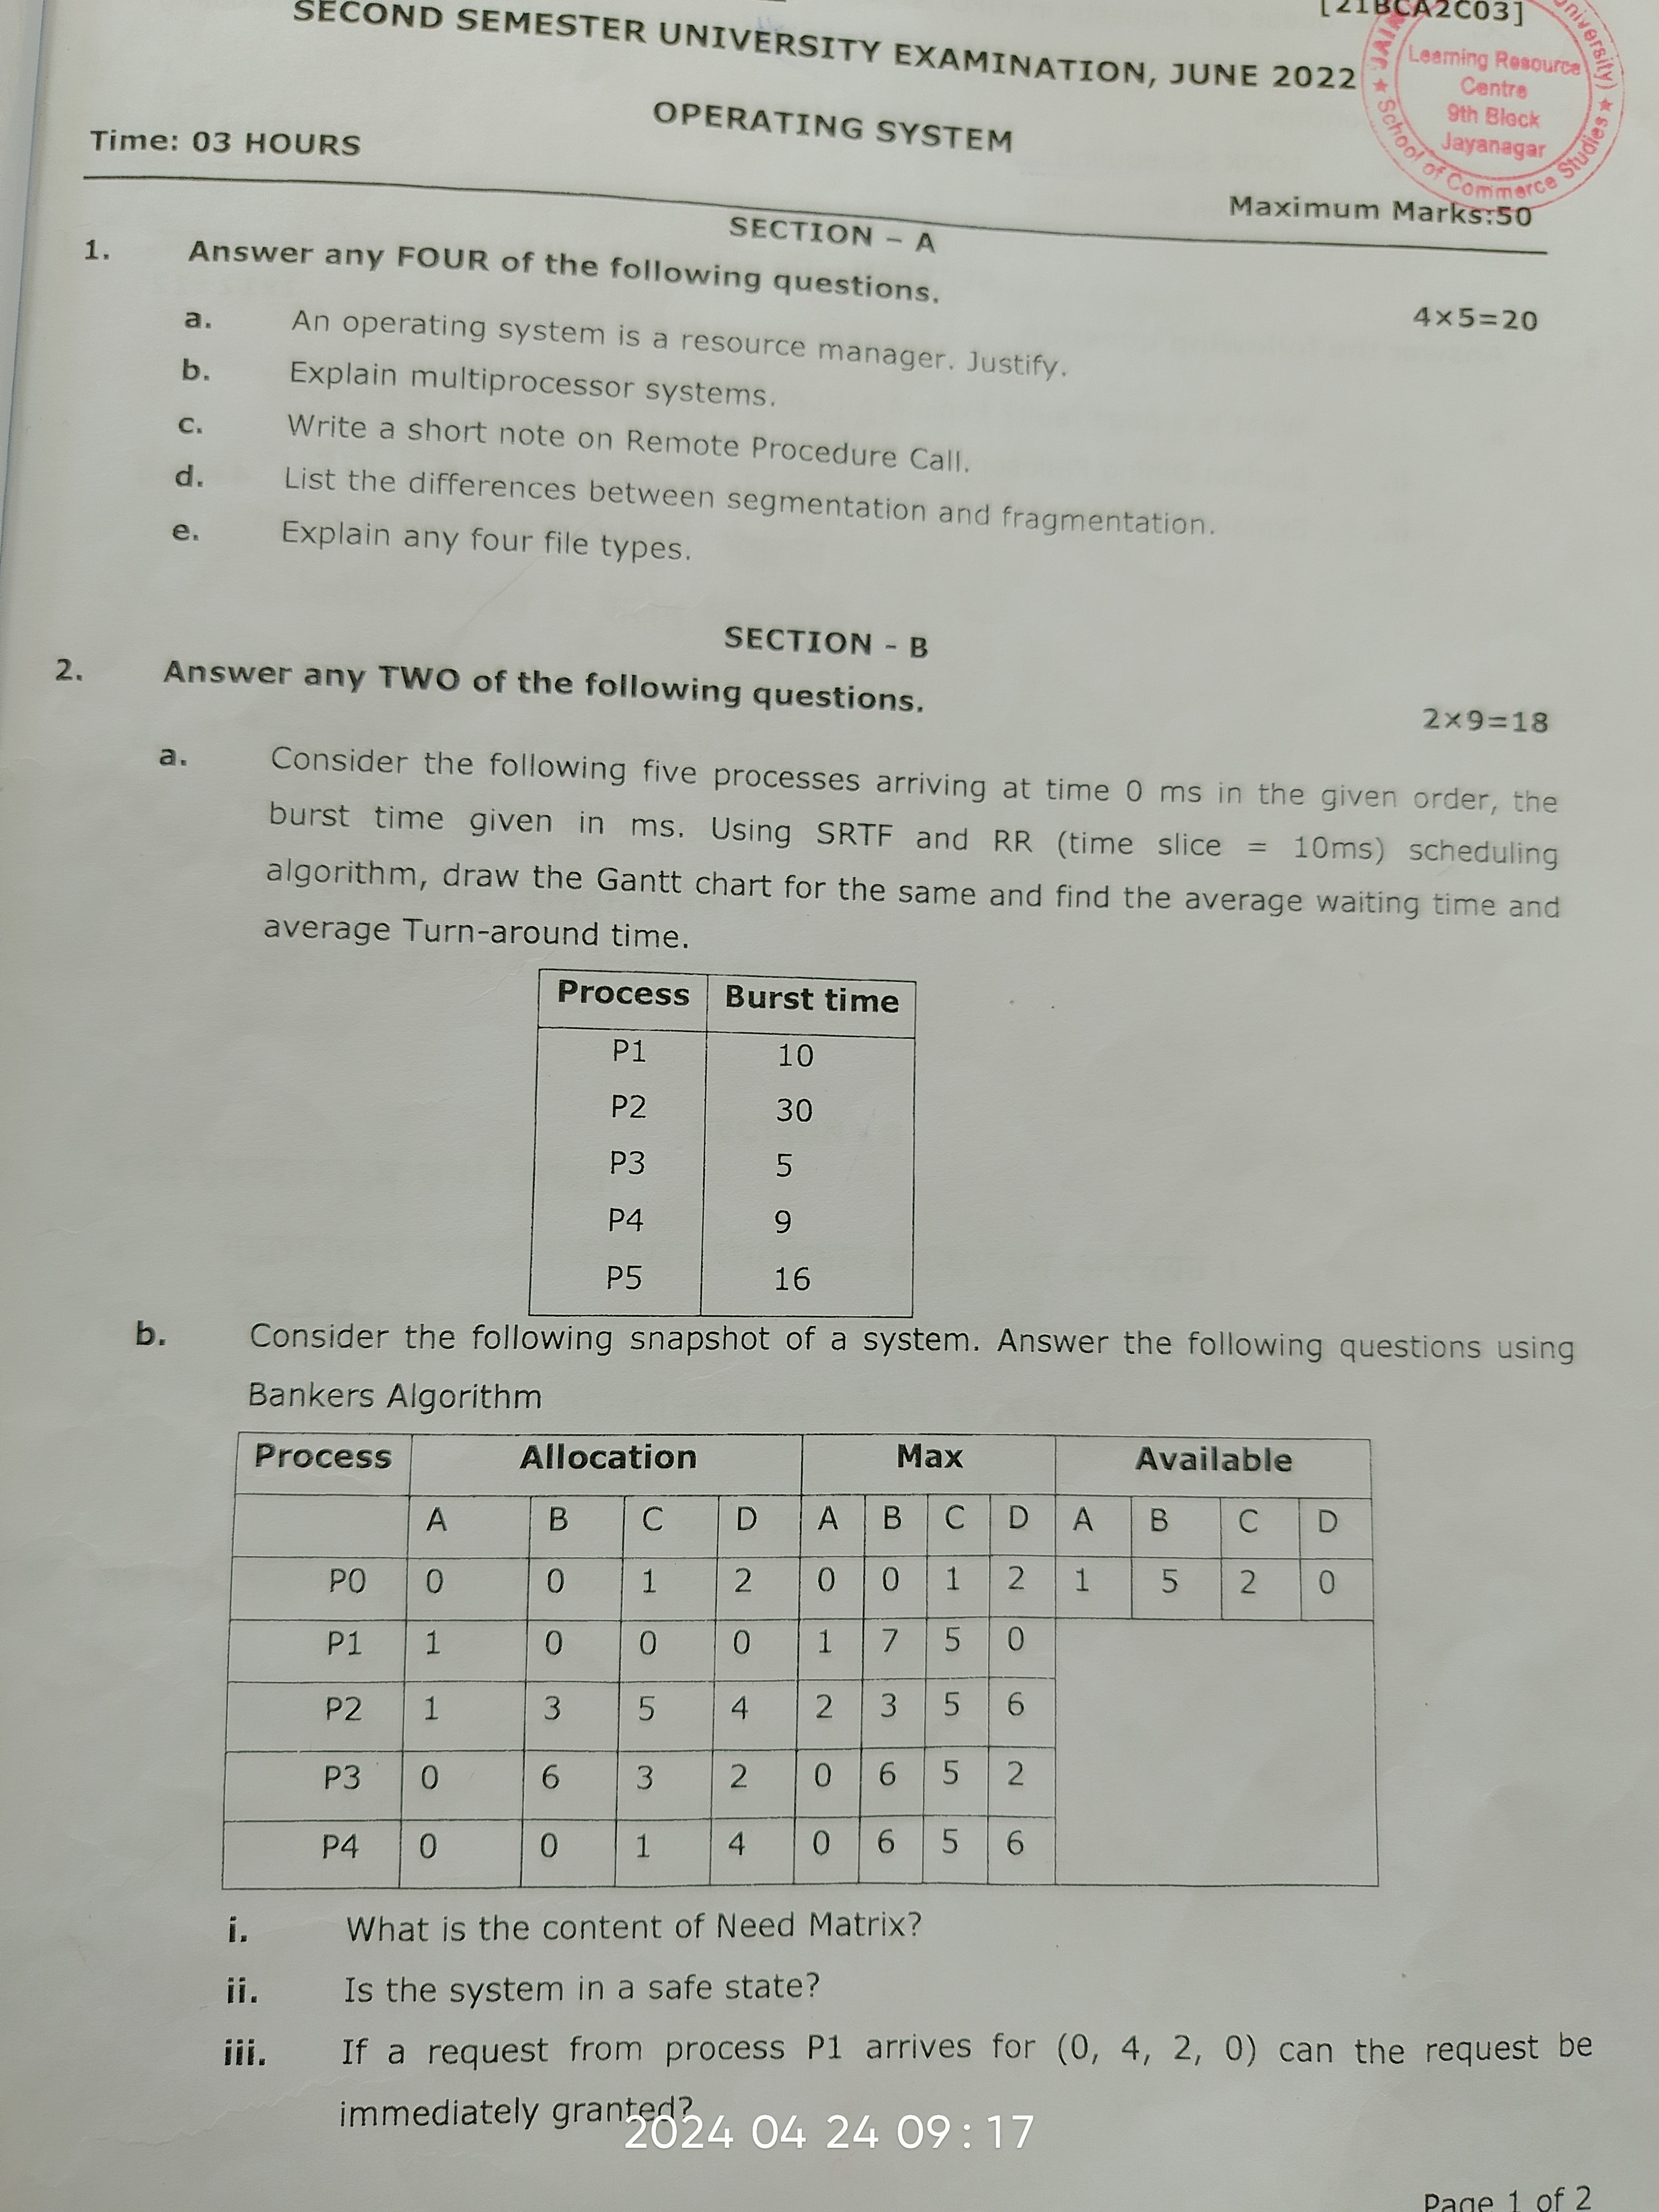 [21BCA2C03]
SECOND SEMESTER UNIVERSITY EXAMINATION, JUNE 2022
OPERATING SYSTEM
Time: 03 HOURS
Maximum Marks:50
JAIN
University)
Learning Resource
Centre
9th Block
Jayanagar
School of Commerce Studies
SECTION – A
1. Answer any FOUR of the following questions.
4×5=20
a. An operating system is a resource manager. Justify.
b. Explain multiprocessor systems.
c. Write a short note on Remote Procedure Call.
d. List the differences between segmentation and fragmentation.
e. Explain any four file types.
SECTION - B
2. Answer any TWO of the following questions.
2×9=18
a. Consider the following five processes arriving at time 0 ms in the given order, the
burst time given in ms. Using SRTF and RR (time slice = 10ms) scheduling
algorithm, draw the Gantt chart for the same and find the average waiting time and
average Turn-around time.
Process Burst time
P1 10
P2 30
P3 5
P4 9
P5 16
b. Consider the following snapshot of a system. Answer the following questions using
Bankers Algorithm
Process Allocation Max Available
A B C D A B C D A B C D
P0 0 0 1 2 0 0 1 2 1 5 2 0
P1 1 0 0 0 1 7 5 0
P2 1 3 5 4 2 3 5 6
P3 0 6 3 2 0 6 5 2
P4 0 0 1 4 0 6 5 6
i. What is the content of Need Matrix?
ii. Is the system in a safe state?
iii. If a request from process P1 arrives for (0, 4, 2, 0) can the request be
immediately granted?
2024 04 24 09:17
Page 1 of 2